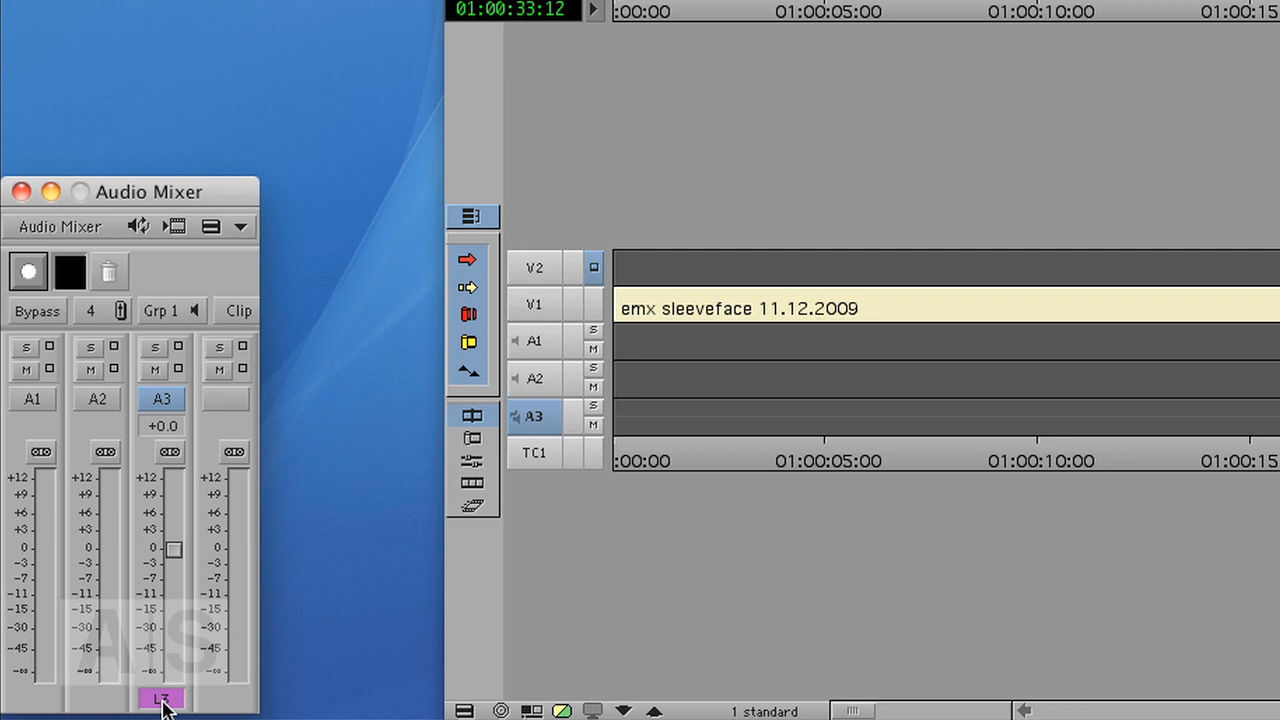 01:00:33:12
:00:00 01:00:05:00 01:00:10:00 01:00:15
Audio Mixer
Audio Mixer
Bypass 4 Grp 1 Clip
S S S S
M M M M
A1 A2 A3
+0.0
+12 +12 +12 +12
+9 +9 +9 +9
+6 +6 +6 +6
+3 +3 +3 +3
0 0 0 0
-3 -3 -3 -3
-7 -7 -7 -7
-11 -11 -11 -11
-15 -15 -15 -15
-30 -30 -30 -30
-45 -45 -45 -45
-∞ -∞ -∞ -∞
AIS
V2
V1 emx sleeveface 11.12.2009
A1 S M
A2 S M
A3 S M
TC1 :00:00 01:00:05:00 01:00:10:00 01:00:15
1 standard